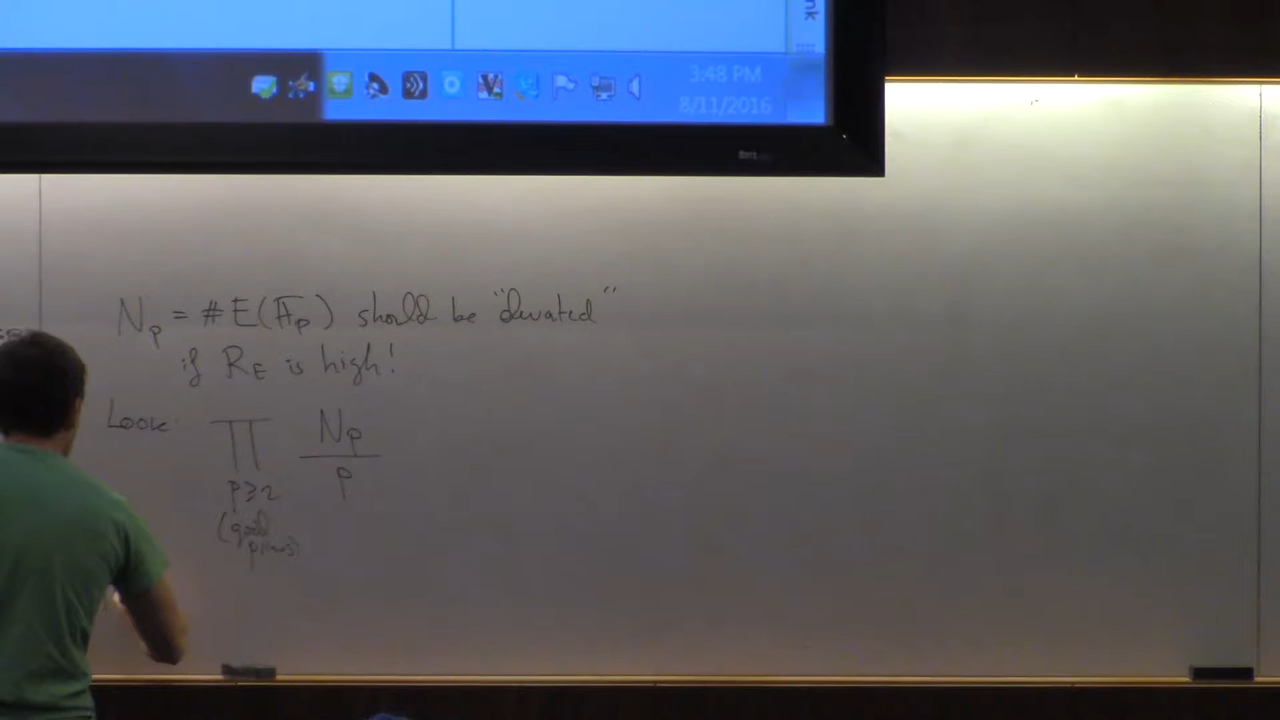 nk
3:48 PM
8/11/2016
N_p = # E(𝔽_p) should be "elevated"
if R_E is high!
Look: ∏ N_p / p
p ≥ 2
(good
primes)